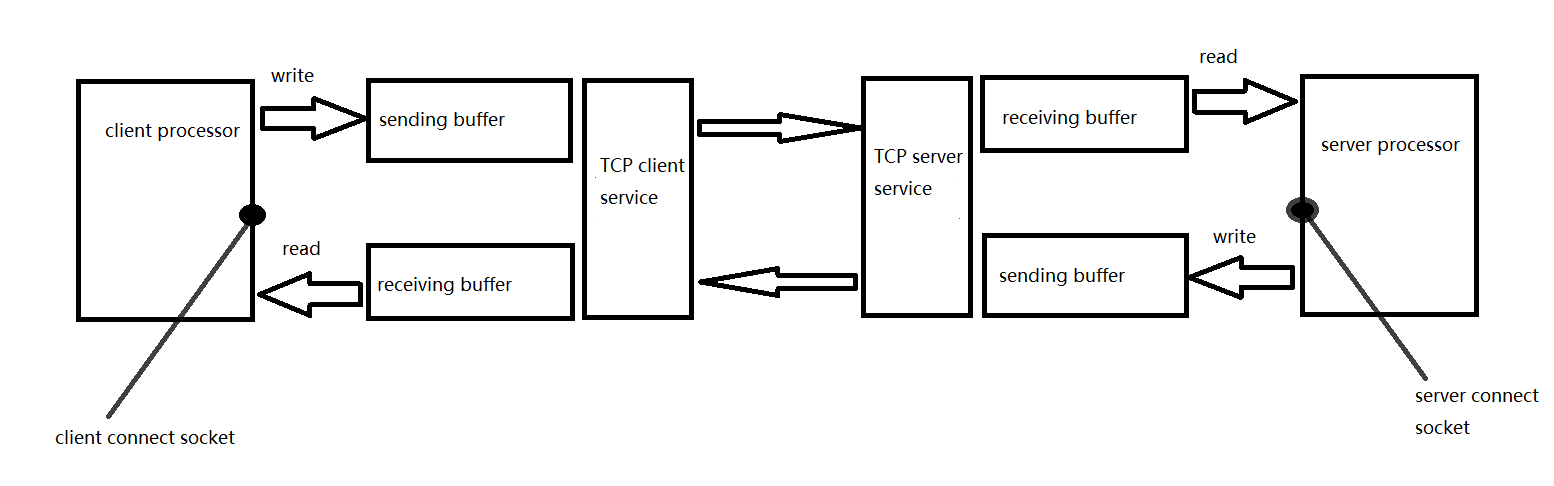 write
read
client processor
sending buffer
receiving buffer
server processor
TCP client
service
TCP server
service
read
write
receiving buffer
sending buffer
client connect socket
server connect
socket